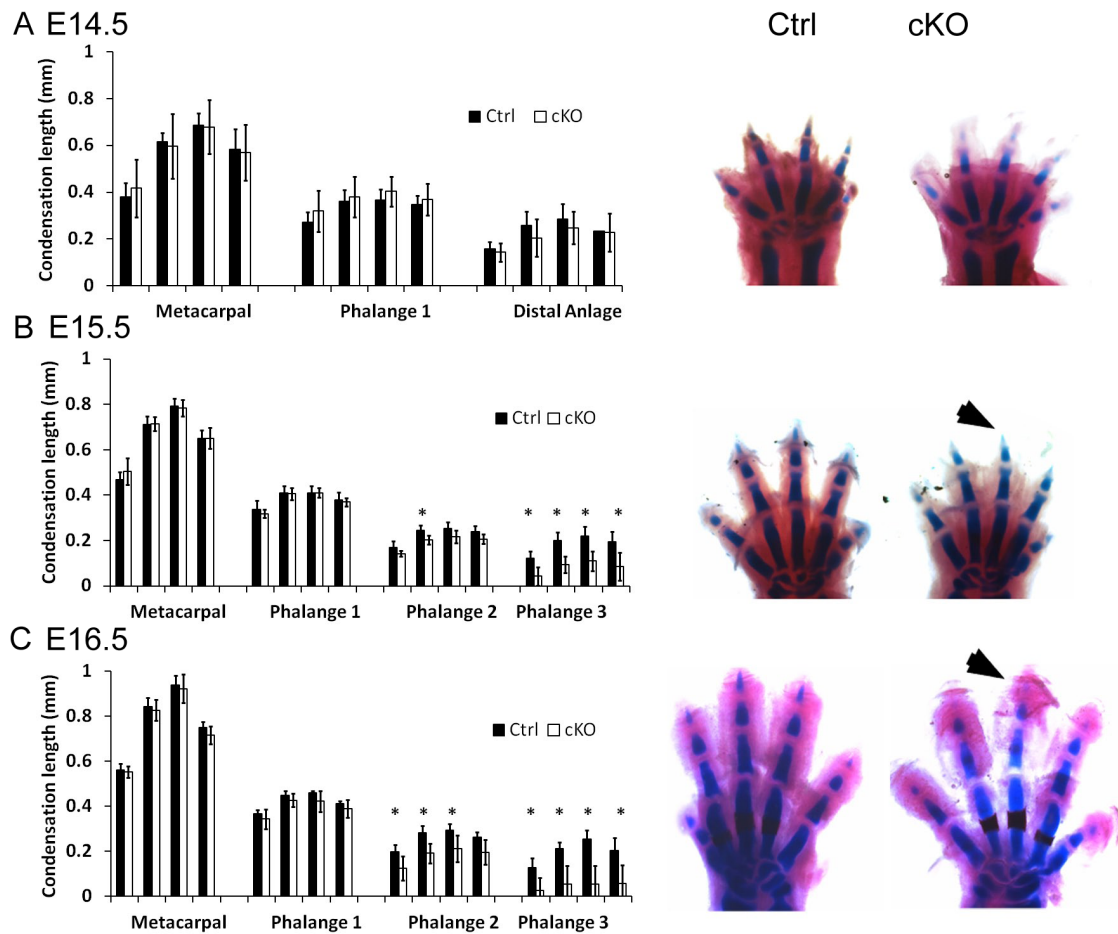 A E14.5
Ctrl cKO
Condensation length (mm)
1
0.8
0.6
0.4
0.2
0
Ctrl cKO
Metacarpal Phalange 1 Distal Anlage
B E15.5
Condensation length (mm)
1
0.8
0.6
0.4
0.2
0
Ctrl cKO
* * * * *
Metacarpal Phalange 1 Phalange 2 Phalange 3
C E16.5
Condensation length (mm)
1
0.8
0.6
0.4
0.2
0
Ctrl cKO
* * * * * * *
Metacarpal Phalange 1 Phalange 2 Phalange 3